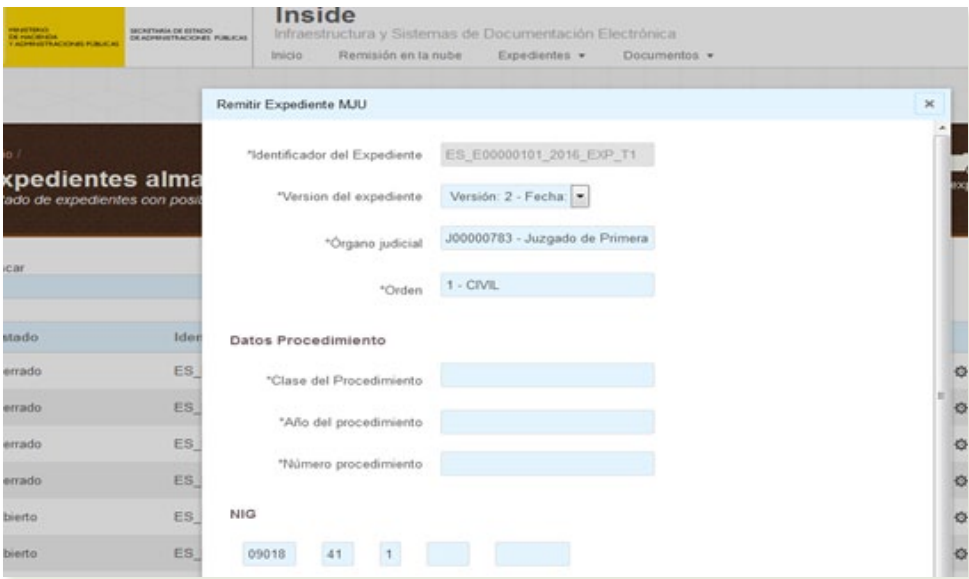 MINISTERIO
DE HACIENDA
Y ADMINISTRACIONES PÚBLICAS
SECRETARÍA DE ESTADO
DE ADMINISTRACIONES PÚBLICAS
Inside
Infraestructura y Sistemas de Documentación Electrónica
Inicio Remisión en la nube Expedientes Documentos
Remitir Expediente MJU
*Identificador del Expediente ES_E00000101_2016_EXP_T1
*Version del expediente Versión: 2 - Fecha:
*Órgano judicial J00000783 - Juzgado de Primera
*Orden 1 - CIVIL
Datos Procedimiento
*Clase del Procedimiento
*Año del procedimiento
*Número procedimiento
NIG
09018 41 1
xpedientes alma
ado de expedientes con posib
car
stado Iden
errado ES_
errado ES_
errado ES_
errado ES_
bierto ES_
bierto ES_